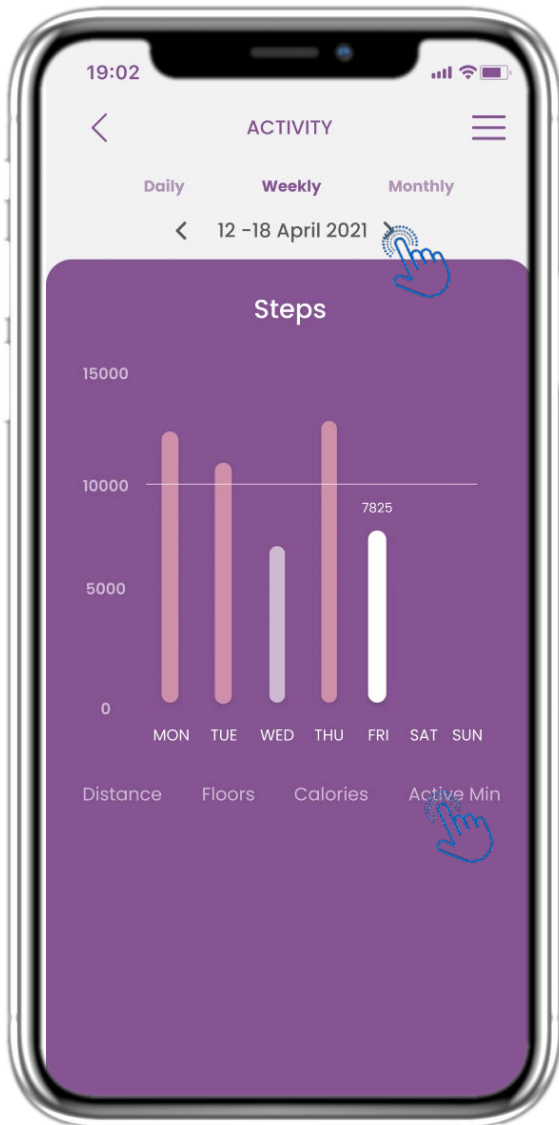 19:02
ACTIVITY
Daily Weekly Monthly
12 -18 April 2021
Steps
15000
10000
7825
5000
0
MON TUE WED THU FRI SAT SUN
Distance Floors Calories Active Min